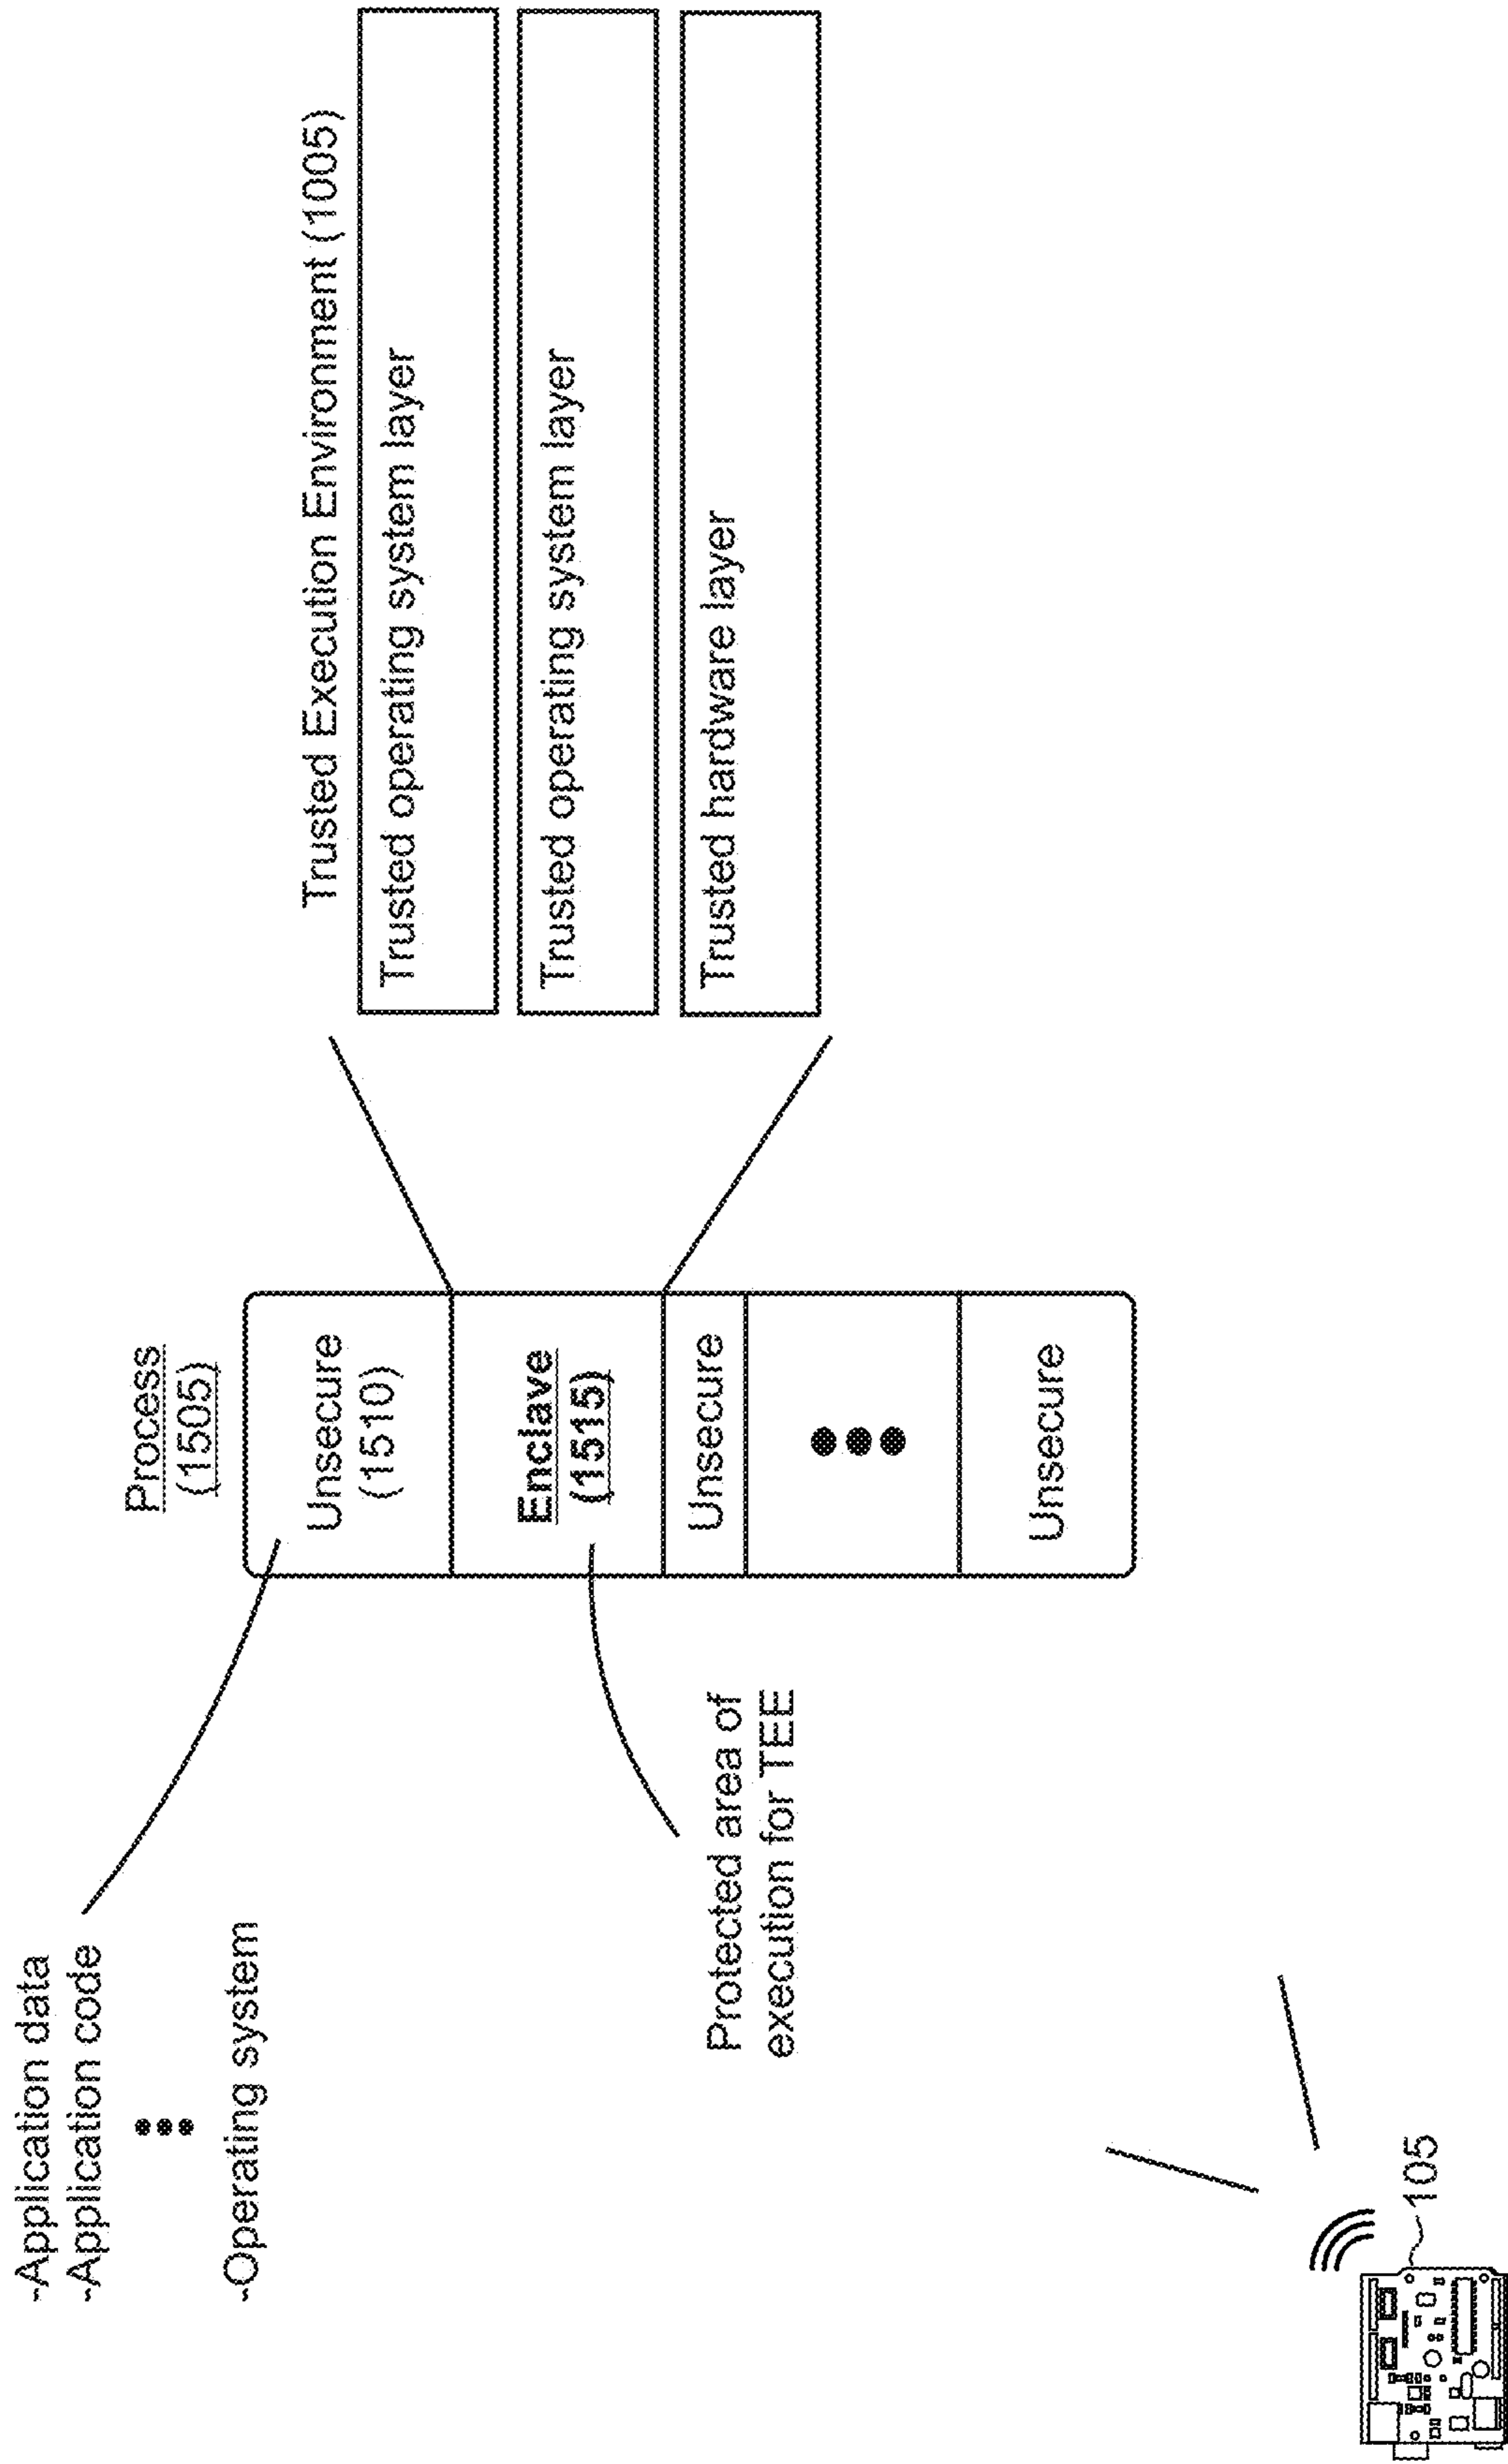 -Application data
-Application code
-Operating system
Process
(1505)
Unsecure
(1510)
Enclave
(1515)
Unsecure
Unsecure
Protected area of
execution for TEE
Trusted Execution Environment (1005)
Trusted operating system layer
Trusted operating system layer
Trusted hardware layer
105